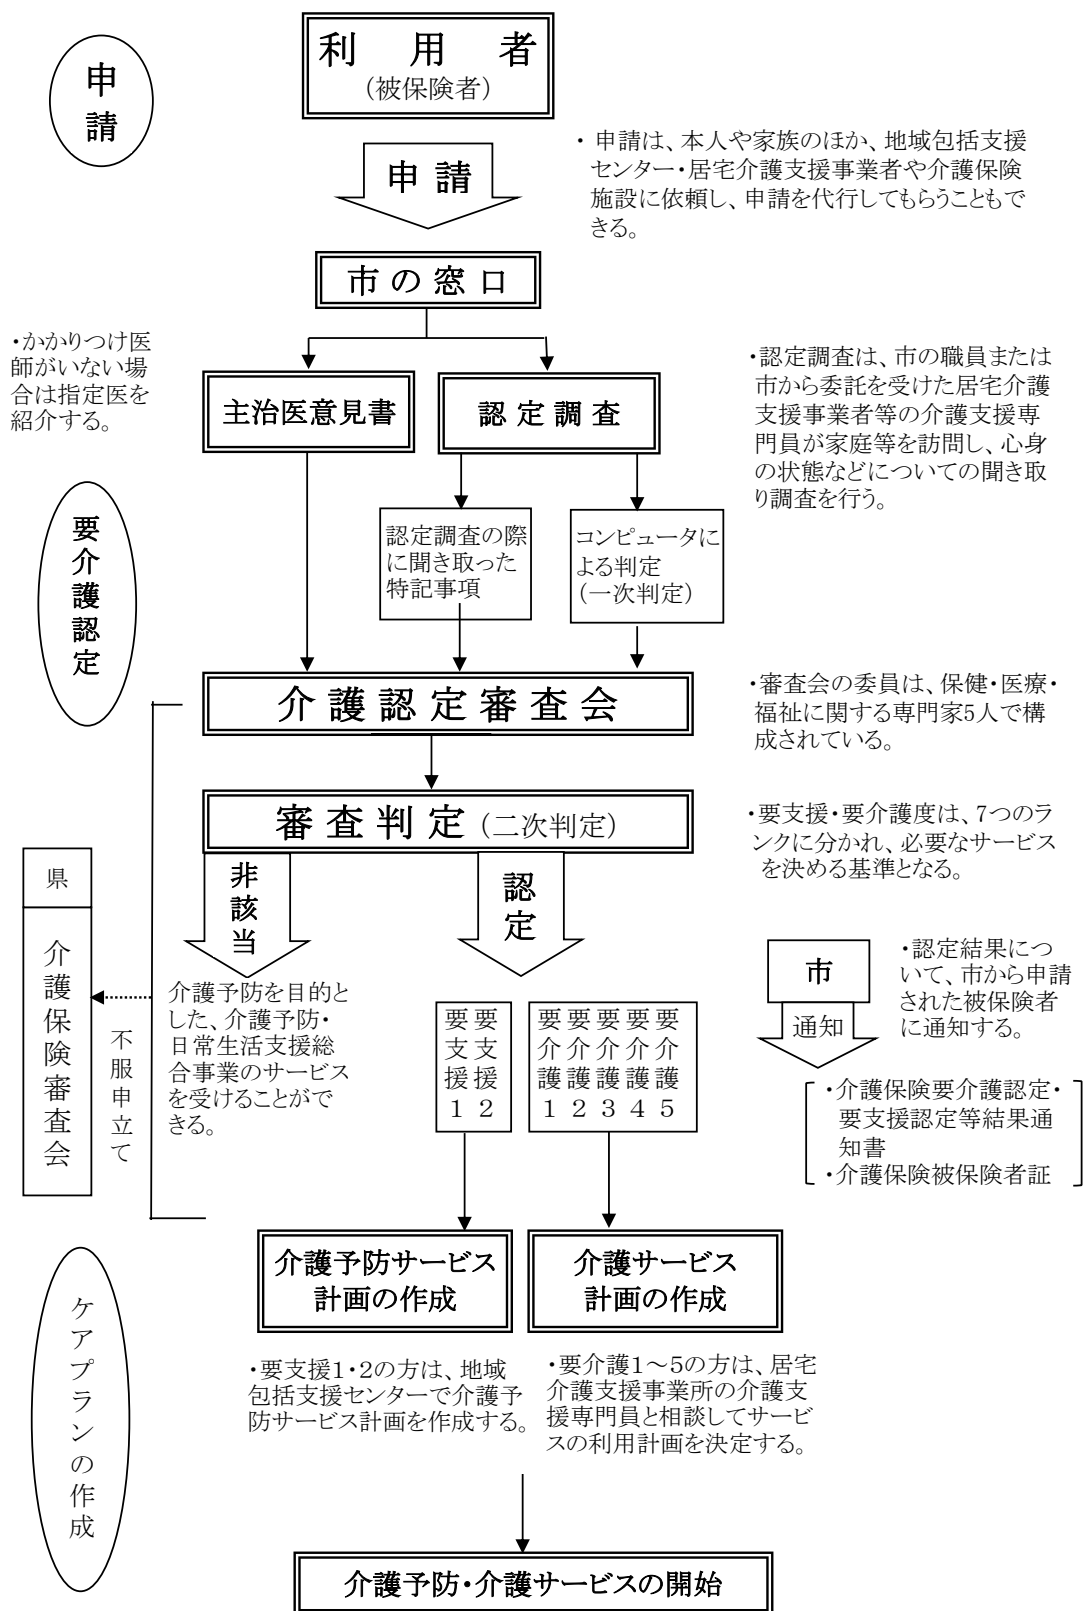 利用者
（被保険者）
申
請
申請
・ 申請は、本人や家族のほか、地域包括支援
センター・居宅介護支援事業者や介護保険
施設に依頼し、申請を代行してもらうこともで
きる。
市の窓口
・かかりつけ医
師がいない場
合は指定医を
紹介する。
主治医意見書
認定調査
・認定調査は、市の職員または
市から委託を受けた居宅介護
支援事業者等の介護支援専
門員が家庭等を訪問し、心身
の状態などについての聞き取
り調査を行う。
要介護認定
認定調査の際
に聞き取った
特記事項
コンピュータに
よる判定
（一次判定）
介護認定審査会
・審査会の委員は、保健・医療・
福祉に関する専門家5人で構
成されている。
審査判定（二次判定）
・要支援・要介護度は、7つのラ
ンクに分かれ、必要なサービス
を決める基準となる。
非該当
認定
県
介護保険審査会
不服申立て
介護予防を目的と
した、介護予防・
日常生活支援総
合事業のサービス
を受けることがで
きる。
要支援1
要支援2
要介護1
要介護2
要介護3
要介護4
要介護5
市
通知
・認定結果につ
いて、市から申請
された被保険者
に通知する。
・介護保険要介護認定・
要支援認定等結果通
知書
・介護保険被保険者証
ケアプランの作成
介護予防サービス
計画の作成
介護サービス
計画の作成
・要支援1・2の方は、地域
包括支援センターで介護予
防サービス計画を作成する。
・要介護1～5の方は、居宅
介護支援事業所の介護支
援専門員と相談してサービ
スの利用計画を決定する。
介護予防・介護サービスの開始